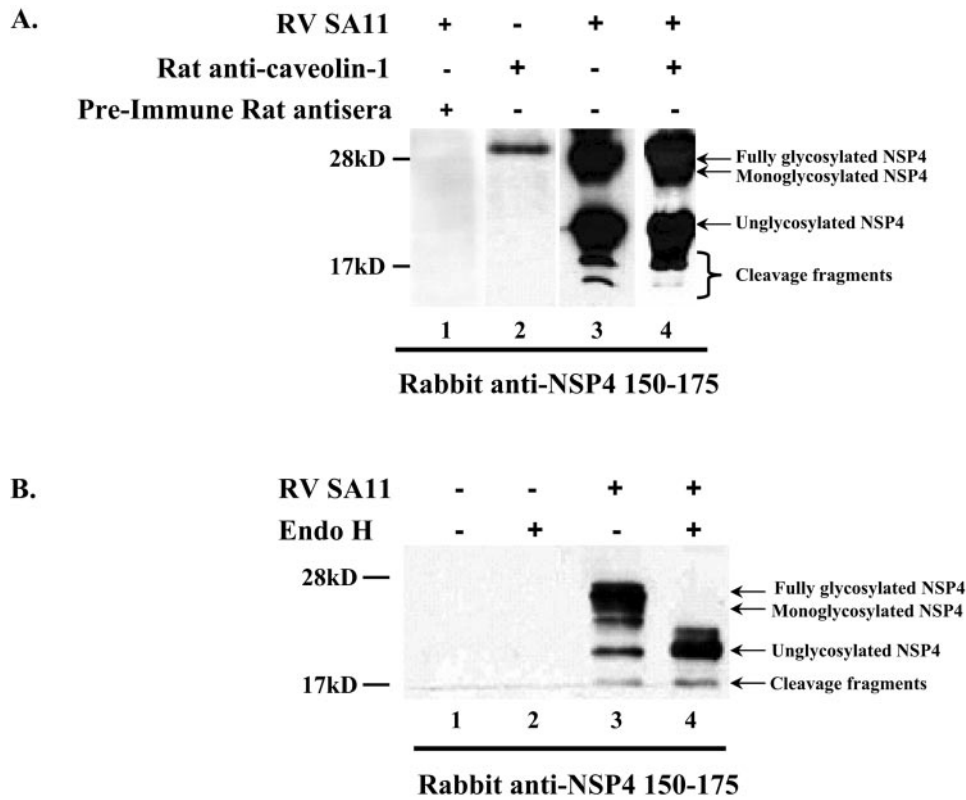 A.
RV SA11 + - + +
Rat anti-caveolin-1 - + - +
Pre-Immune Rat antisera + - - -
28kD
Fully glycosylated NSP4
Monoglycosylated NSP4
Unglycosylated NSP4
17kD
Cleavage fragments
1 2 3 4
Rabbit anti-NSP4 150-175
B.
RV SA11 - - + +
Endo H - + - +
28kD
Fully glycosylated NSP4
Monoglycosylated NSP4
Unglycosylated NSP4
17kD
Cleavage fragments
1 2 3 4
Rabbit anti-NSP4 150-175